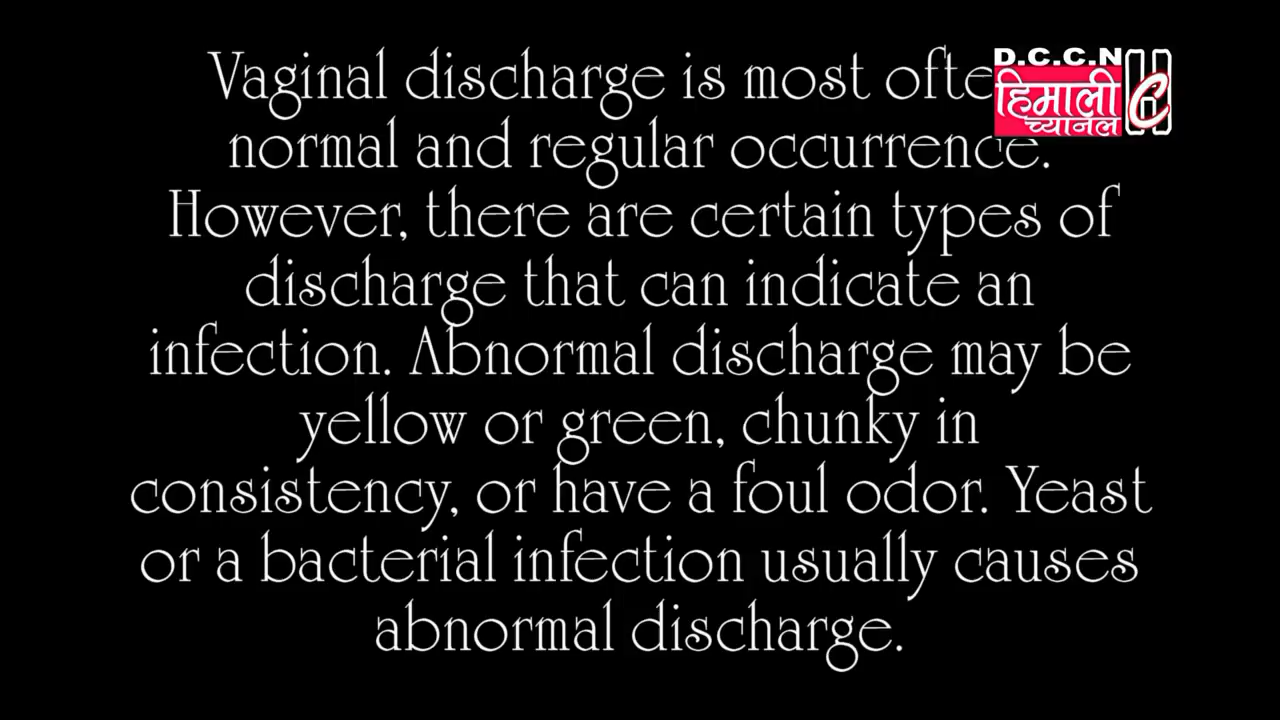 Vaginal discharge is most ofte
normal and regular occurrence.
However, there are certain types of
discharge that can indicate an
infection. Abnormal discharge may be
yellow or green, chunky in
consistency, or have a foul odor. Yeast
or a bacterial infection usually causes
abnormal discharge.
D.C.C.N
हिमाली
च्यानल
HC